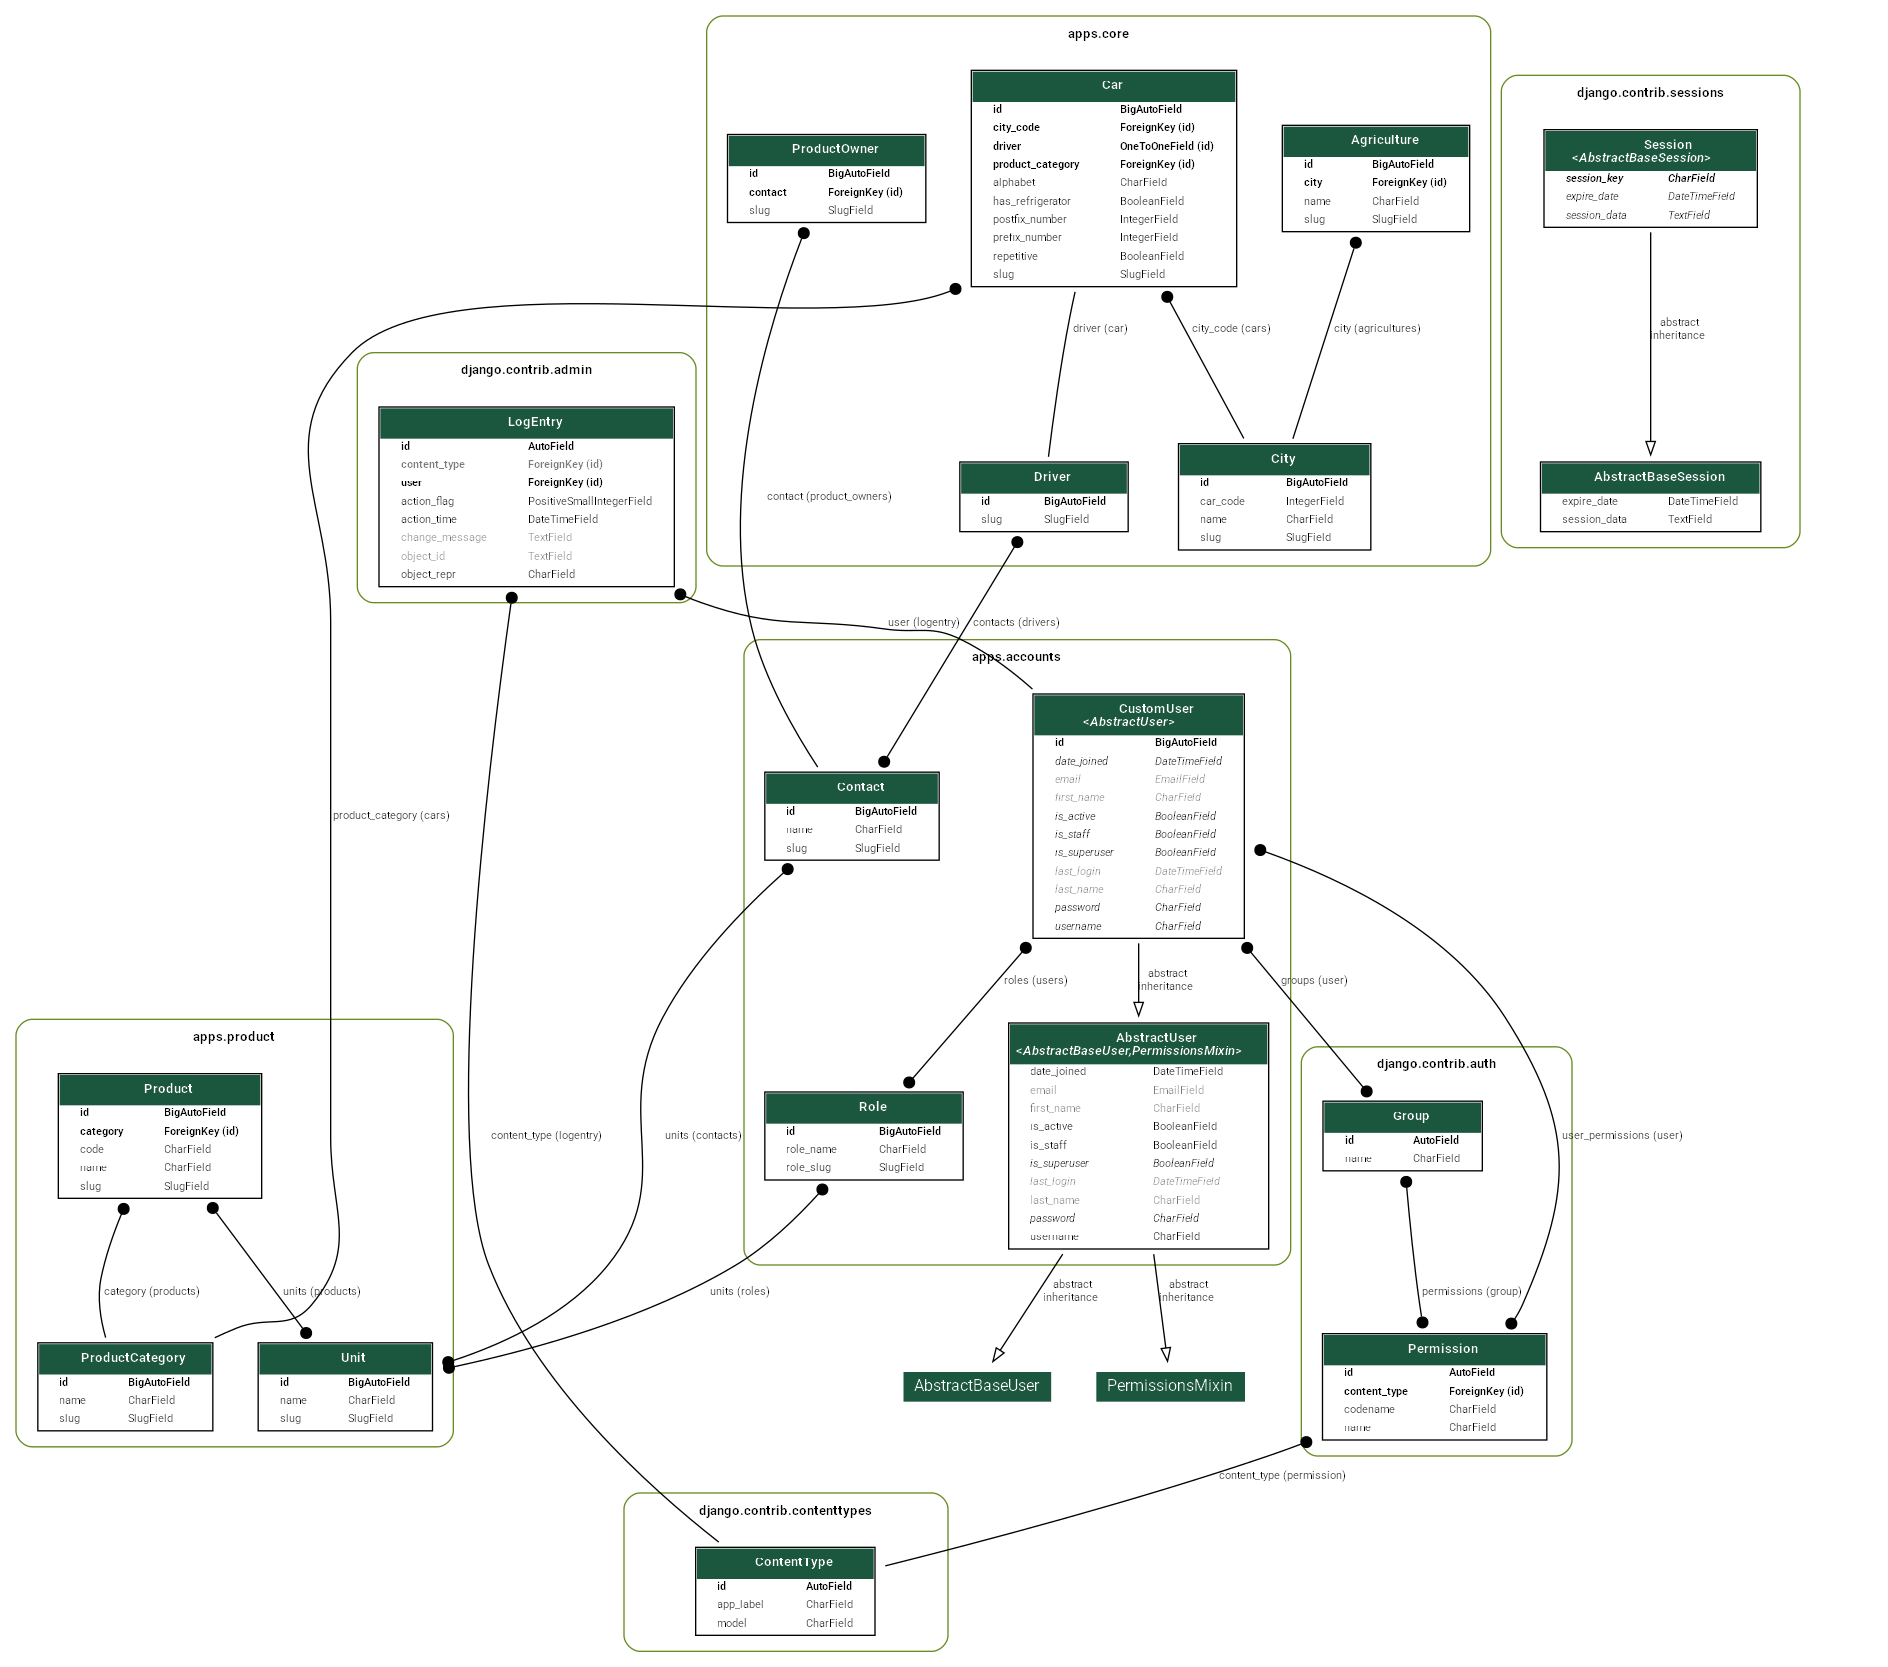 apps.core
Car
id BigAutoField
city_code ForeignKey (id)
driver OneToOneField (id)
product_category ForeignKey (id)
alphabet CharField
has_refrigerator BooleanField
postfix_number IntegerField
prefix_number IntegerField
repetitive BooleanField
slug SlugField
ProductOwner
id BigAutoField
contact ForeignKey (id)
slug SlugField
Agriculture
id BigAutoField
city ForeignKey (id)
name CharField
slug SlugField
driver (car)
city_code (cars)
city (agricultures)
contact (product_owners)
Driver
id BigAutoField
slug SlugField
City
id BigAutoField
car_code IntegerField
name CharField
slug SlugField
django.contrib.sessions
Session
<AbstractBaseSession>
session_key CharField
expire_date DateTimeField
session_data TextField
abstract
inheritance
AbstractBaseSession
expire_date DateTimeField
session_data TextField
django.contrib.admin
LogEntry
id AutoField
content_type ForeignKey (id)
user ForeignKey (id)
action_flag PositiveSmallIntegerField
action_time DateTimeField
change_message TextField
object_id TextField
object_repr CharField
user (logentry)
contacts (drivers)
apps.accounts
CustomUser
<AbstractUser>
id BigAutoField
date_joined DateTimeField
email EmailField
first_name CharField
is_active BooleanField
is_staff BooleanField
is_superuser BooleanField
last_login DateTimeField
last_name CharField
password CharField
username CharField
Contact
id BigAutoField
name CharField
slug SlugField
product_category (cars)
roles (users)
abstract
inheritance
groups (user)
AbstractUser
<AbstractBaseUser,PermissionsMixin>
date_joined DateTimeField
email EmailField
first_name CharField
is_active BooleanField
is_staff BooleanField
is_superuser BooleanField
last_login DateTimeField
last_name CharField
password CharField
username CharField
Role
id BigAutoField
role_name CharField
role_slug SlugField
content_type (logentry)
units (contacts)
units (roles)
abstract
inheritance
abstract
inheritance
AbstractBaseUser
PermissionsMixin
apps.product
Product
id BigAutoField
category ForeignKey (id)
code CharField
name CharField
slug SlugField
category (products)
units (products)
ProductCategory
id BigAutoField
name CharField
slug SlugField
Unit
id BigAutoField
name CharField
slug SlugField
django.contrib.auth
Group
id AutoField
name CharField
user_permissions (user)
permissions (group)
Permission
id AutoField
content_type ForeignKey (id)
codename CharField
name CharField
content_type (permission)
django.contrib.contenttypes
ContentType
id AutoField
app_label CharField
model CharField